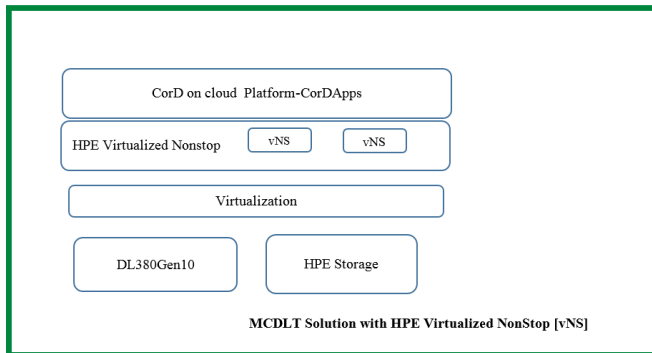 CorD on cloud Platform-CorDApps
HPE Virtualized Nonstop vNS vNS
Virtualization
DL380Gen10 HPE Storage
MCDLT Solution with HPE Virtualized NonStop [vNS]